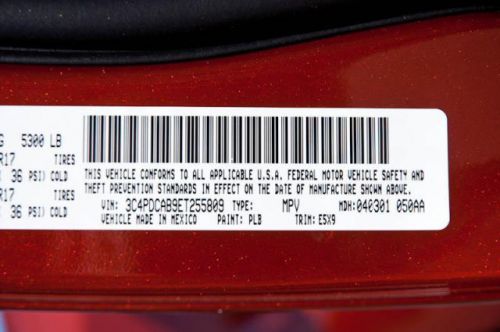 G 5300 LB
R17 TIRES
36 PSI) COLD
R17 TIRES
36 PSI) COLD
THIS VEHICLE CONFORMS TO ALL APPLICABLE U.S.A. FEDERAL MOTOR VEHICLE SAFETY AND
THEFT PREVENTION STANDARDS IN EFFECT ON THE DATE OF MANUFACTURE SHOWN ABOVE.
VIN: 3C4PDCAB9ET255809 TYPE: MPV MDH: 040301 050AA
VEHICLE MADE IN MEXICO PAINT: PLB TRIM: E5X9